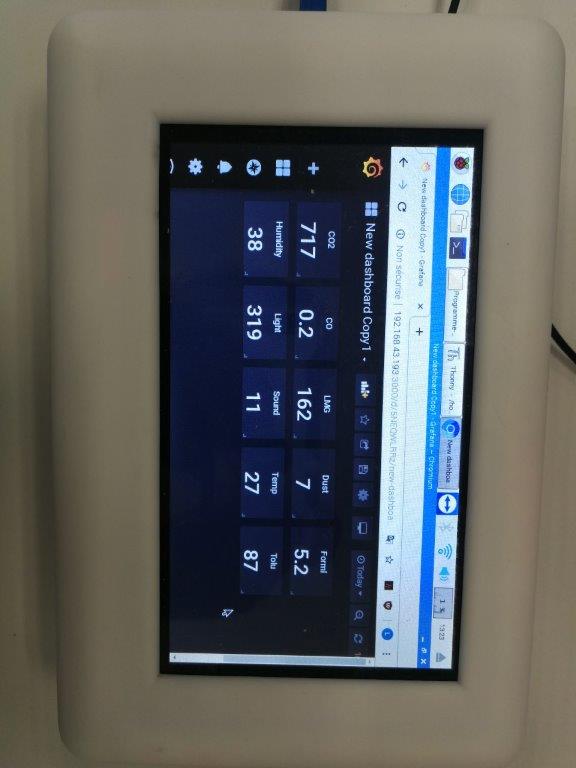 Programme -
Thonny - /ho
New dashboa
1 %
13:23
New dashboard Copy1 - Grafana - Chromium
New dashboard Copy1 - Grafana
Non sécurisé | 192.168.43.193:3000/d/
/new-dashboa
New dashboard Copy1
Today
CO2
CO
LMG
Dust
Forml
717
0.2
162
7
5.2
Humidity
Light
Sound
Temp
Tolu
38
319
11
27
87